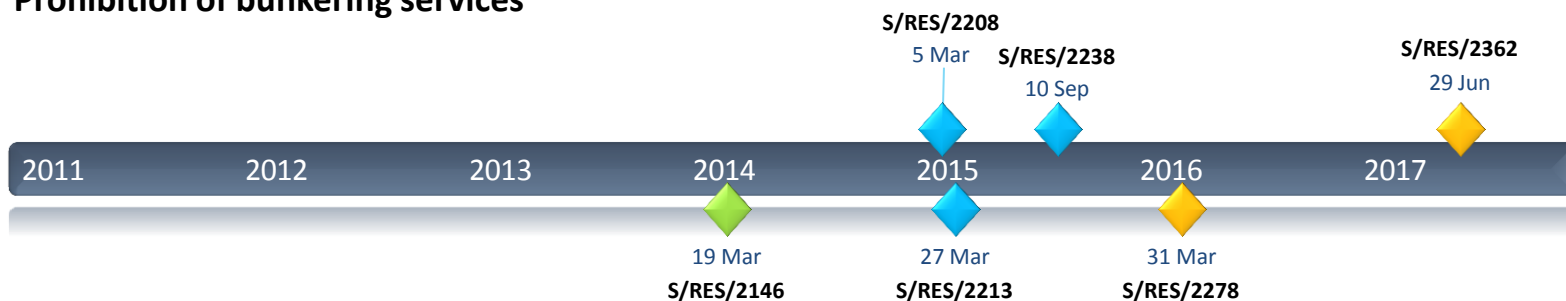 Prohibition of bunkering services
S/RES/2208
5 Mar
S/RES/2238
10 Sep
S/RES/2362
29 Jun
2011 2012 2013 2014 2015 2016 2017
19 Mar
S/RES/2146
27 Mar
S/RES/2213
31 Mar
S/RES/2278